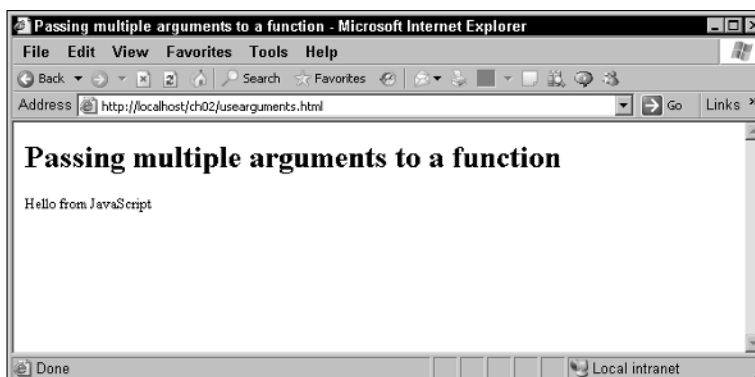 Passing multiple arguments to a function - Microsoft Internet Explorer
File Edit View Favorites Tools Help
Back Search Favorites
Address http://localhost/ch02/usearguments.html Go Links »
Passing multiple arguments to a function
Hello from JavaScript
Done Local intranet